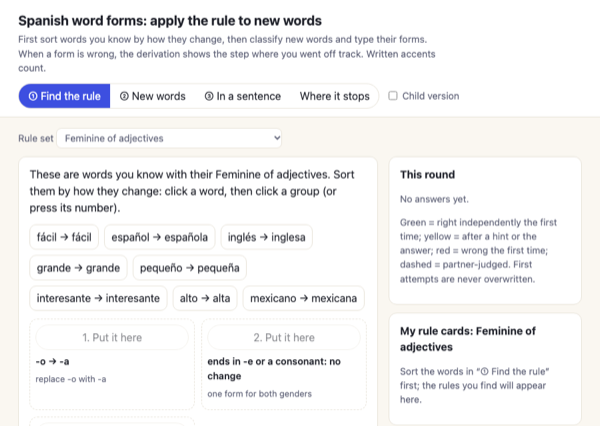 Spanish word forms: apply the rule to new words
First sort words you know by how they change, then classify new words and type their forms.
When a form is wrong, the derivation shows the step where you went off track. Written accents
count.
① Find the rule
② New words
③ In a sentence
Where it stops
Child version
Rule set
Feminine of adjectives
These are words you know with their Feminine of adjectives. Sort
them by how they change: click a word, then click a group (or
press its number).
fácil → fácil
español → española
inglés → inglesa
grande → grande
pequeño → pequeña
interesante → interesante
alto → alta
mexicano → mexicana
1. Put it here
-o → -a
replace -o with -a
2. Put it here
ends in -e or a consonant: no
change
one form for both genders
This round
No answers yet.
Green = right independently the first
time; yellow = after a hint or the
answer; red = wrong the first time;
dashed = partner-judged. First
attempts are never overwritten.
My rule cards: Feminine of
adjectives
Sort the words in “① Find the rule”
first; the rules you find will appear
here.